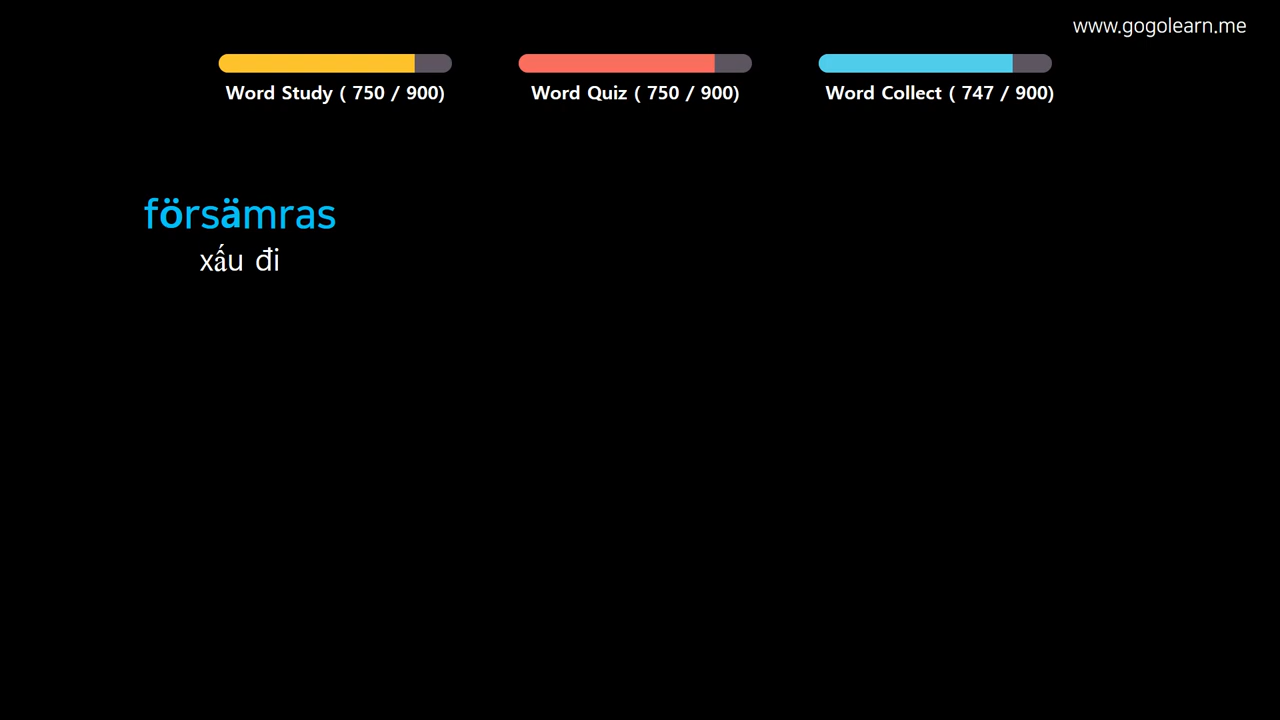 www.gogolearn.me
Word Study ( 750 / 900)
Word Quiz ( 750 / 900)
Word Collect ( 747 / 900)
försämras
xấu đi